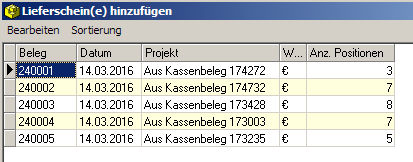 Lieferschein(e) hinzufügen
Bearbeiten Sortierung
Beleg Datum Projekt W... Anz. Positionen
240001 14.03.2016 Aus Kassenbeleg 174272 € 3
240002 14.03.2016 Aus Kassenbeleg 174732 € 7
240003 14.03.2016 Aus Kassenbeleg 173428 € 8
240004 14.03.2016 Aus Kassenbeleg 173003 € 7
240005 14.03.2016 Aus Kassenbeleg 173235 € 5